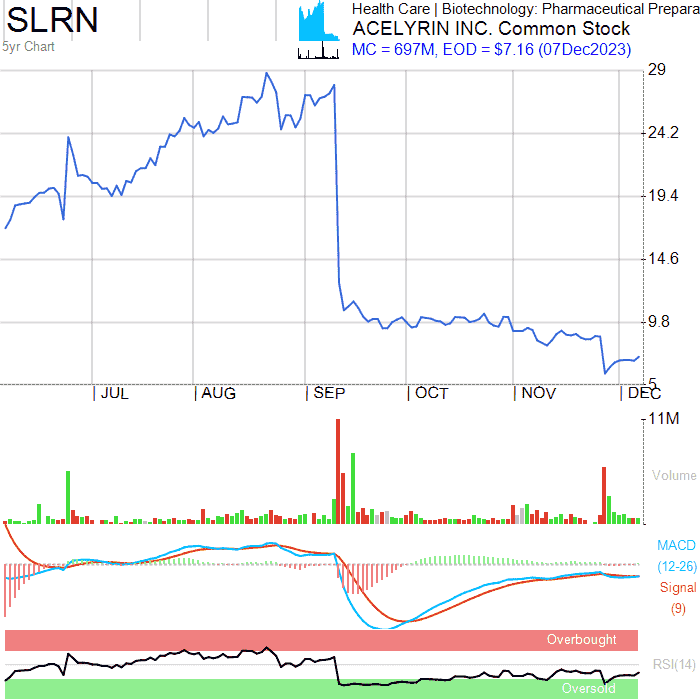 SLRN
5yr Chart
Health Care | Biotechnology: Pharmaceutical Prepara
ACELYRIN INC. Common Stock
MC = 697M, EOD = $7.16 (07Dec2023)
29
24.2
19.4
14.6
9.8
5
JUL AUG SEP OCT NOV DEC
11M
Volume
MACD
(12-26)
Signal
(9)
Overbought
RSI(14)
Oversold